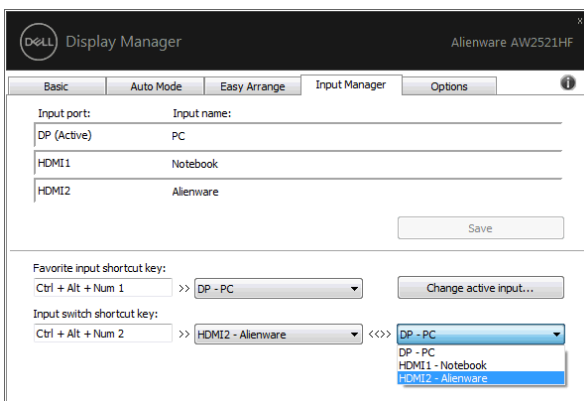 x
DELL Display Manager Alienware AW2521HF
Basic Auto Mode Easy Arrange Input Manager Options i
Input port: Input name:
DP (Active) PC
HDMI1 Notebook
HDMI2 Alienware
Save
Favorite input shortcut key:
Ctrl + Alt + Num 1 >> DP - PC Change active input...
Input switch shortcut key:
Ctrl + Alt + Num 2 >> HDMI2 - Alienware <<>> DP - PC
DP - PC
HDMI1 - Notebook
HDMI2 - Alienware